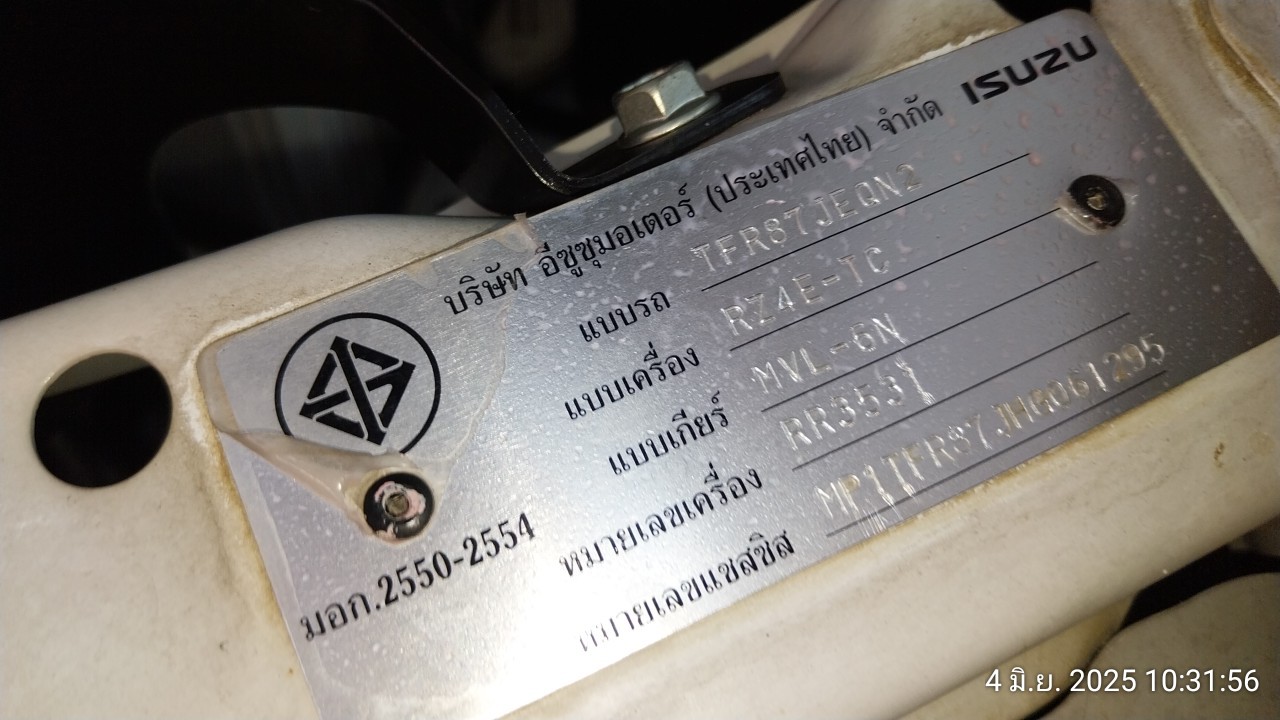 ISUZU
บริษัท อีซูซุมอเตอร์ (ประเทศไทย) จำกัด
แบบรถ TFR87JEQN2
แบบเครื่อง RZ4E-TC
แบบเกียร์ MVL-6N
หมายเลขเครื่อง
หมายเลขแชสซิส
มอก.2550-2554
4 มิ.ย. 2025 10:31:56